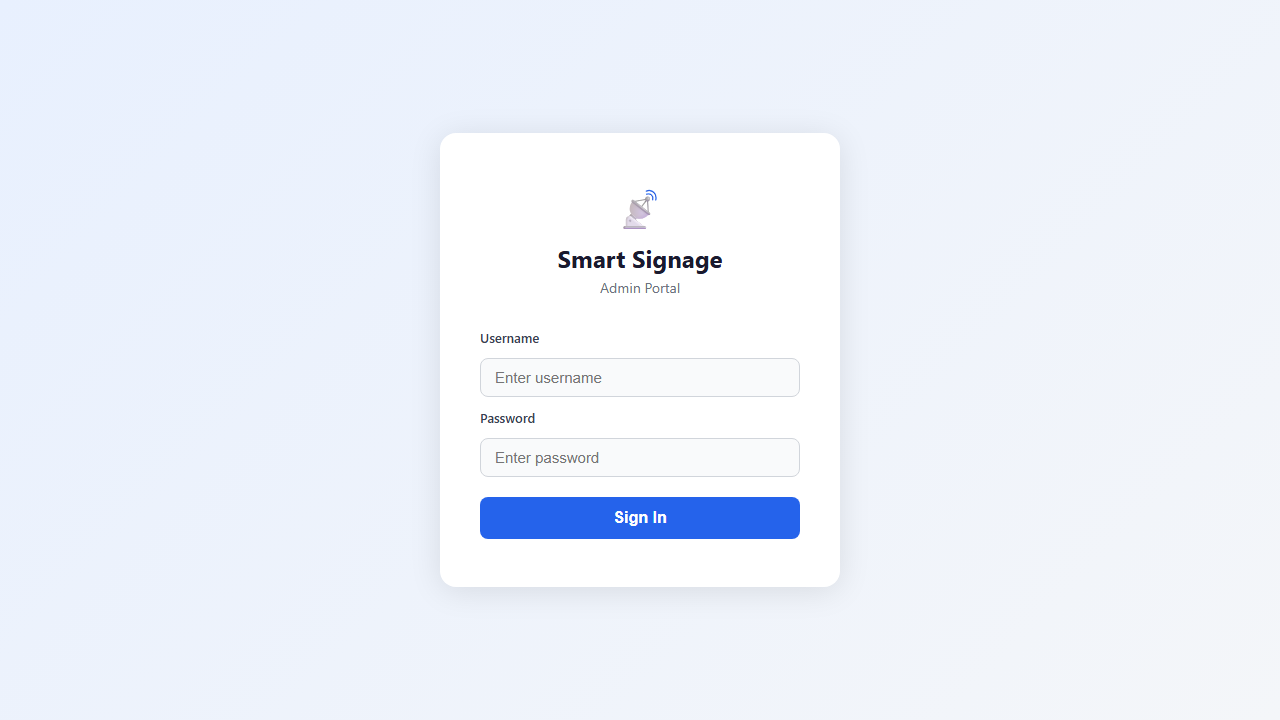 Smart Signage
Admin Portal
Username
Enter username
Password
Enter password
Sign In